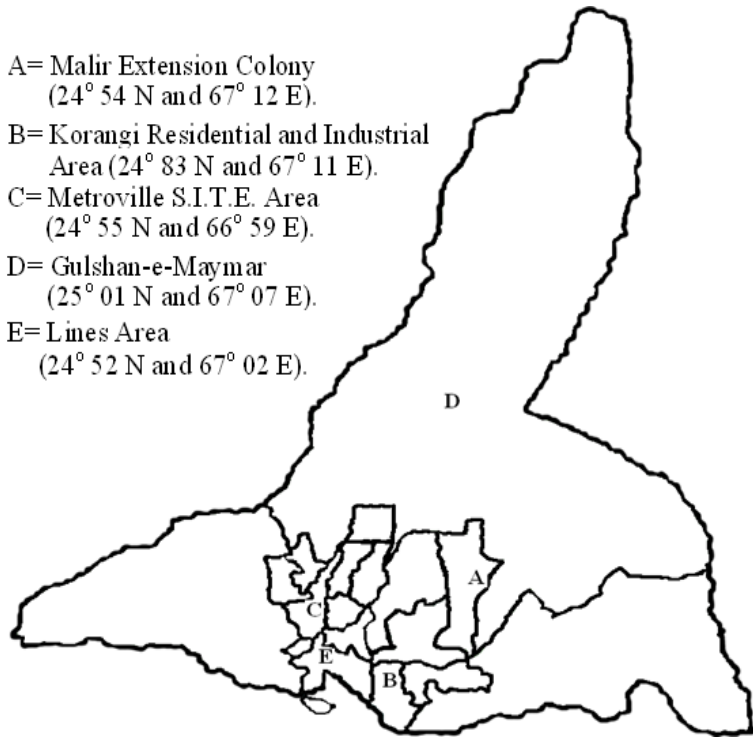 A= Malir Extension Colony
(24° 54 N and 67° 12 E).
B= Korangi Residential and Industrial
Area (24° 83 N and 67° 11 E).
C= Metroville S.I.T.E. Area
(24° 55 N and 66° 59 E).
D= Gulshan-e-Maymar
(25° 01 N and 67° 07 E).
E= Lines Area
(24° 52 N and 67° 02 E).
D
A
C
E
B